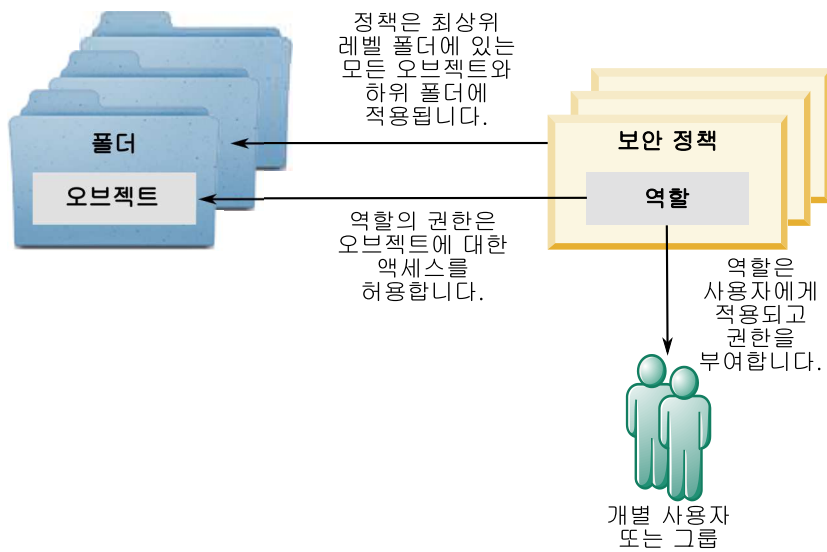 정책은 최상위
레벨 폴더에 있는
모든 오브젝트와
하위 폴더에
적용됩니다.
폴더
보안 정책
오브젝트
역할
역할의 권한은
오브젝트에 대한
액세스를
허용합니다.
역할은
사용자에게
적용되고
권한을
부여합니다.
개별 사용자
또는 그룹